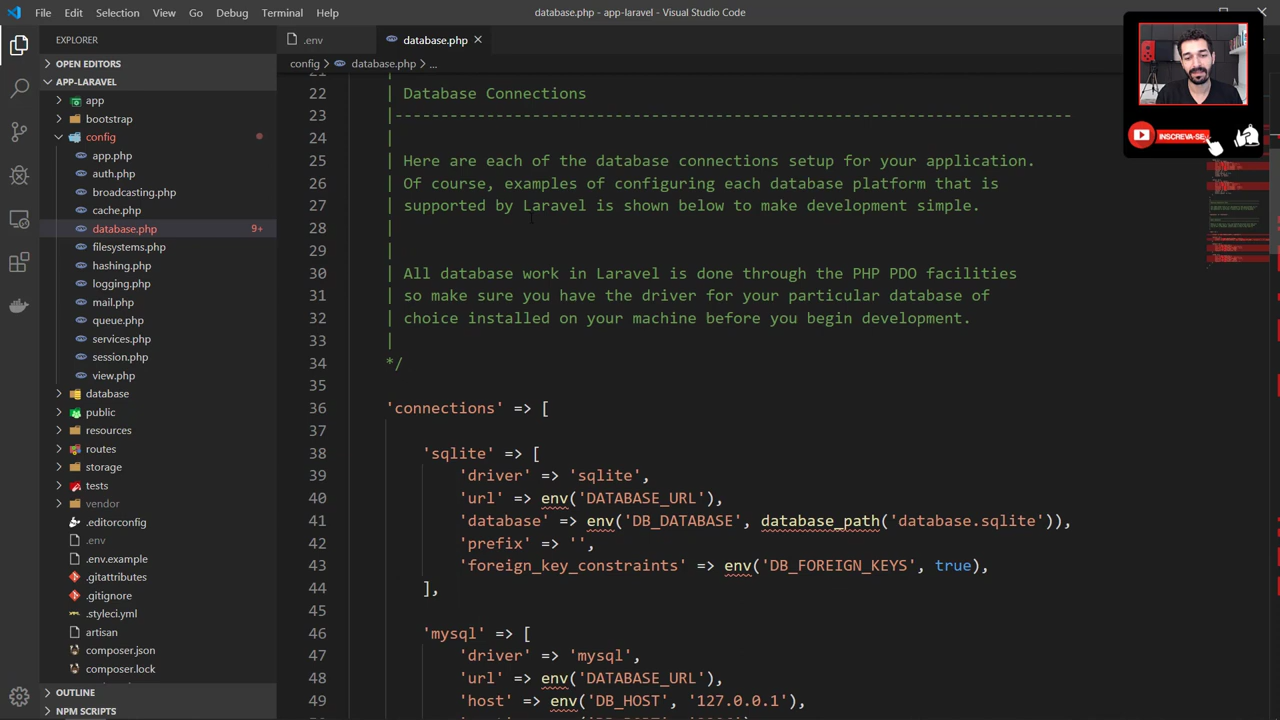 File Edit Selection View Go Debug Terminal Help
database.php - app-laravel - Visual Studio Code
EXPLORER
OPEN EDITORS
APP-LARAVEL
app
bootstrap
config
app.php
auth.php
broadcasting.php
cache.php
database.php 9+
filesystems.php
hashing.php
logging.php
mail.php
queue.php
services.php
session.php
view.php
database
public
resources
routes
storage
tests
vendor
.editorconfig
.env
.env.example
.gitattributes
.gitignore
.styleci.yml
artisan
composer.json
composer.lock
OUTLINE
NPM SCRIPTS
.env
database.php
config > database.php > ...
22 | Database Connections
23 |--------------------------------------------------------------------------
24 |
25 | Here are each of the database connections setup for your application.
26 | Of course, examples of configuring each database platform that is
27 | supported by Laravel is shown below to make development simple.
28 |
29 |
30 | All database work in Laravel is done through the PHP PDO facilities
31 | so make sure you have the driver for your particular database of
32 | choice installed on your machine before you begin development.
33 |
34 */
35
36 'connections' => [
37
38 'sqlite' => [
39 'driver' => 'sqlite',
40 'url' => env('DATABASE_URL'),
41 'database' => env('DB_DATABASE', database_path('database.sqlite')),
42 'prefix' => '',
43 'foreign_key_constraints' => env('DB_FOREIGN_KEYS', true),
44 ],
45
46 'mysql' => [
47 'driver' => 'mysql',
48 'url' => env('DATABASE_URL'),
49 'host' => env('DB_HOST', '127.0.0.1'),
INSCREVA-SE